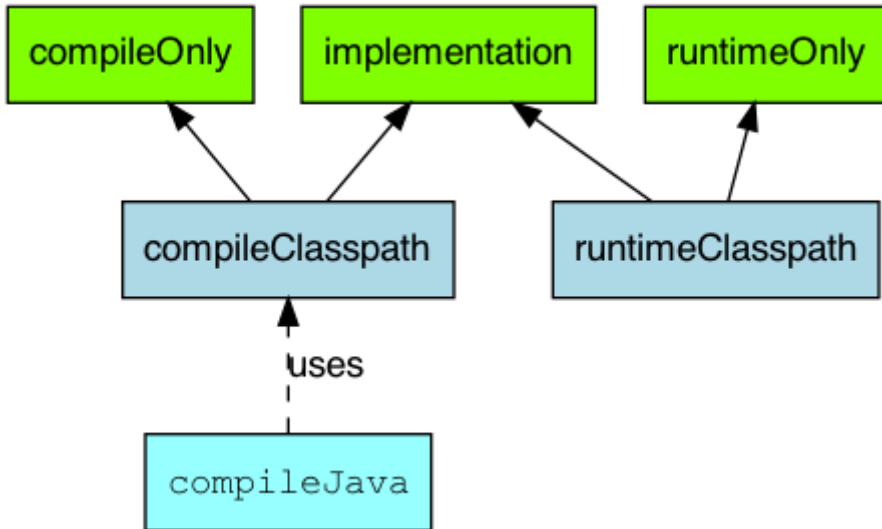 compileOnly
implementation
runtimeOnly
compileClasspath
runtimeClasspath
uses
compileJava